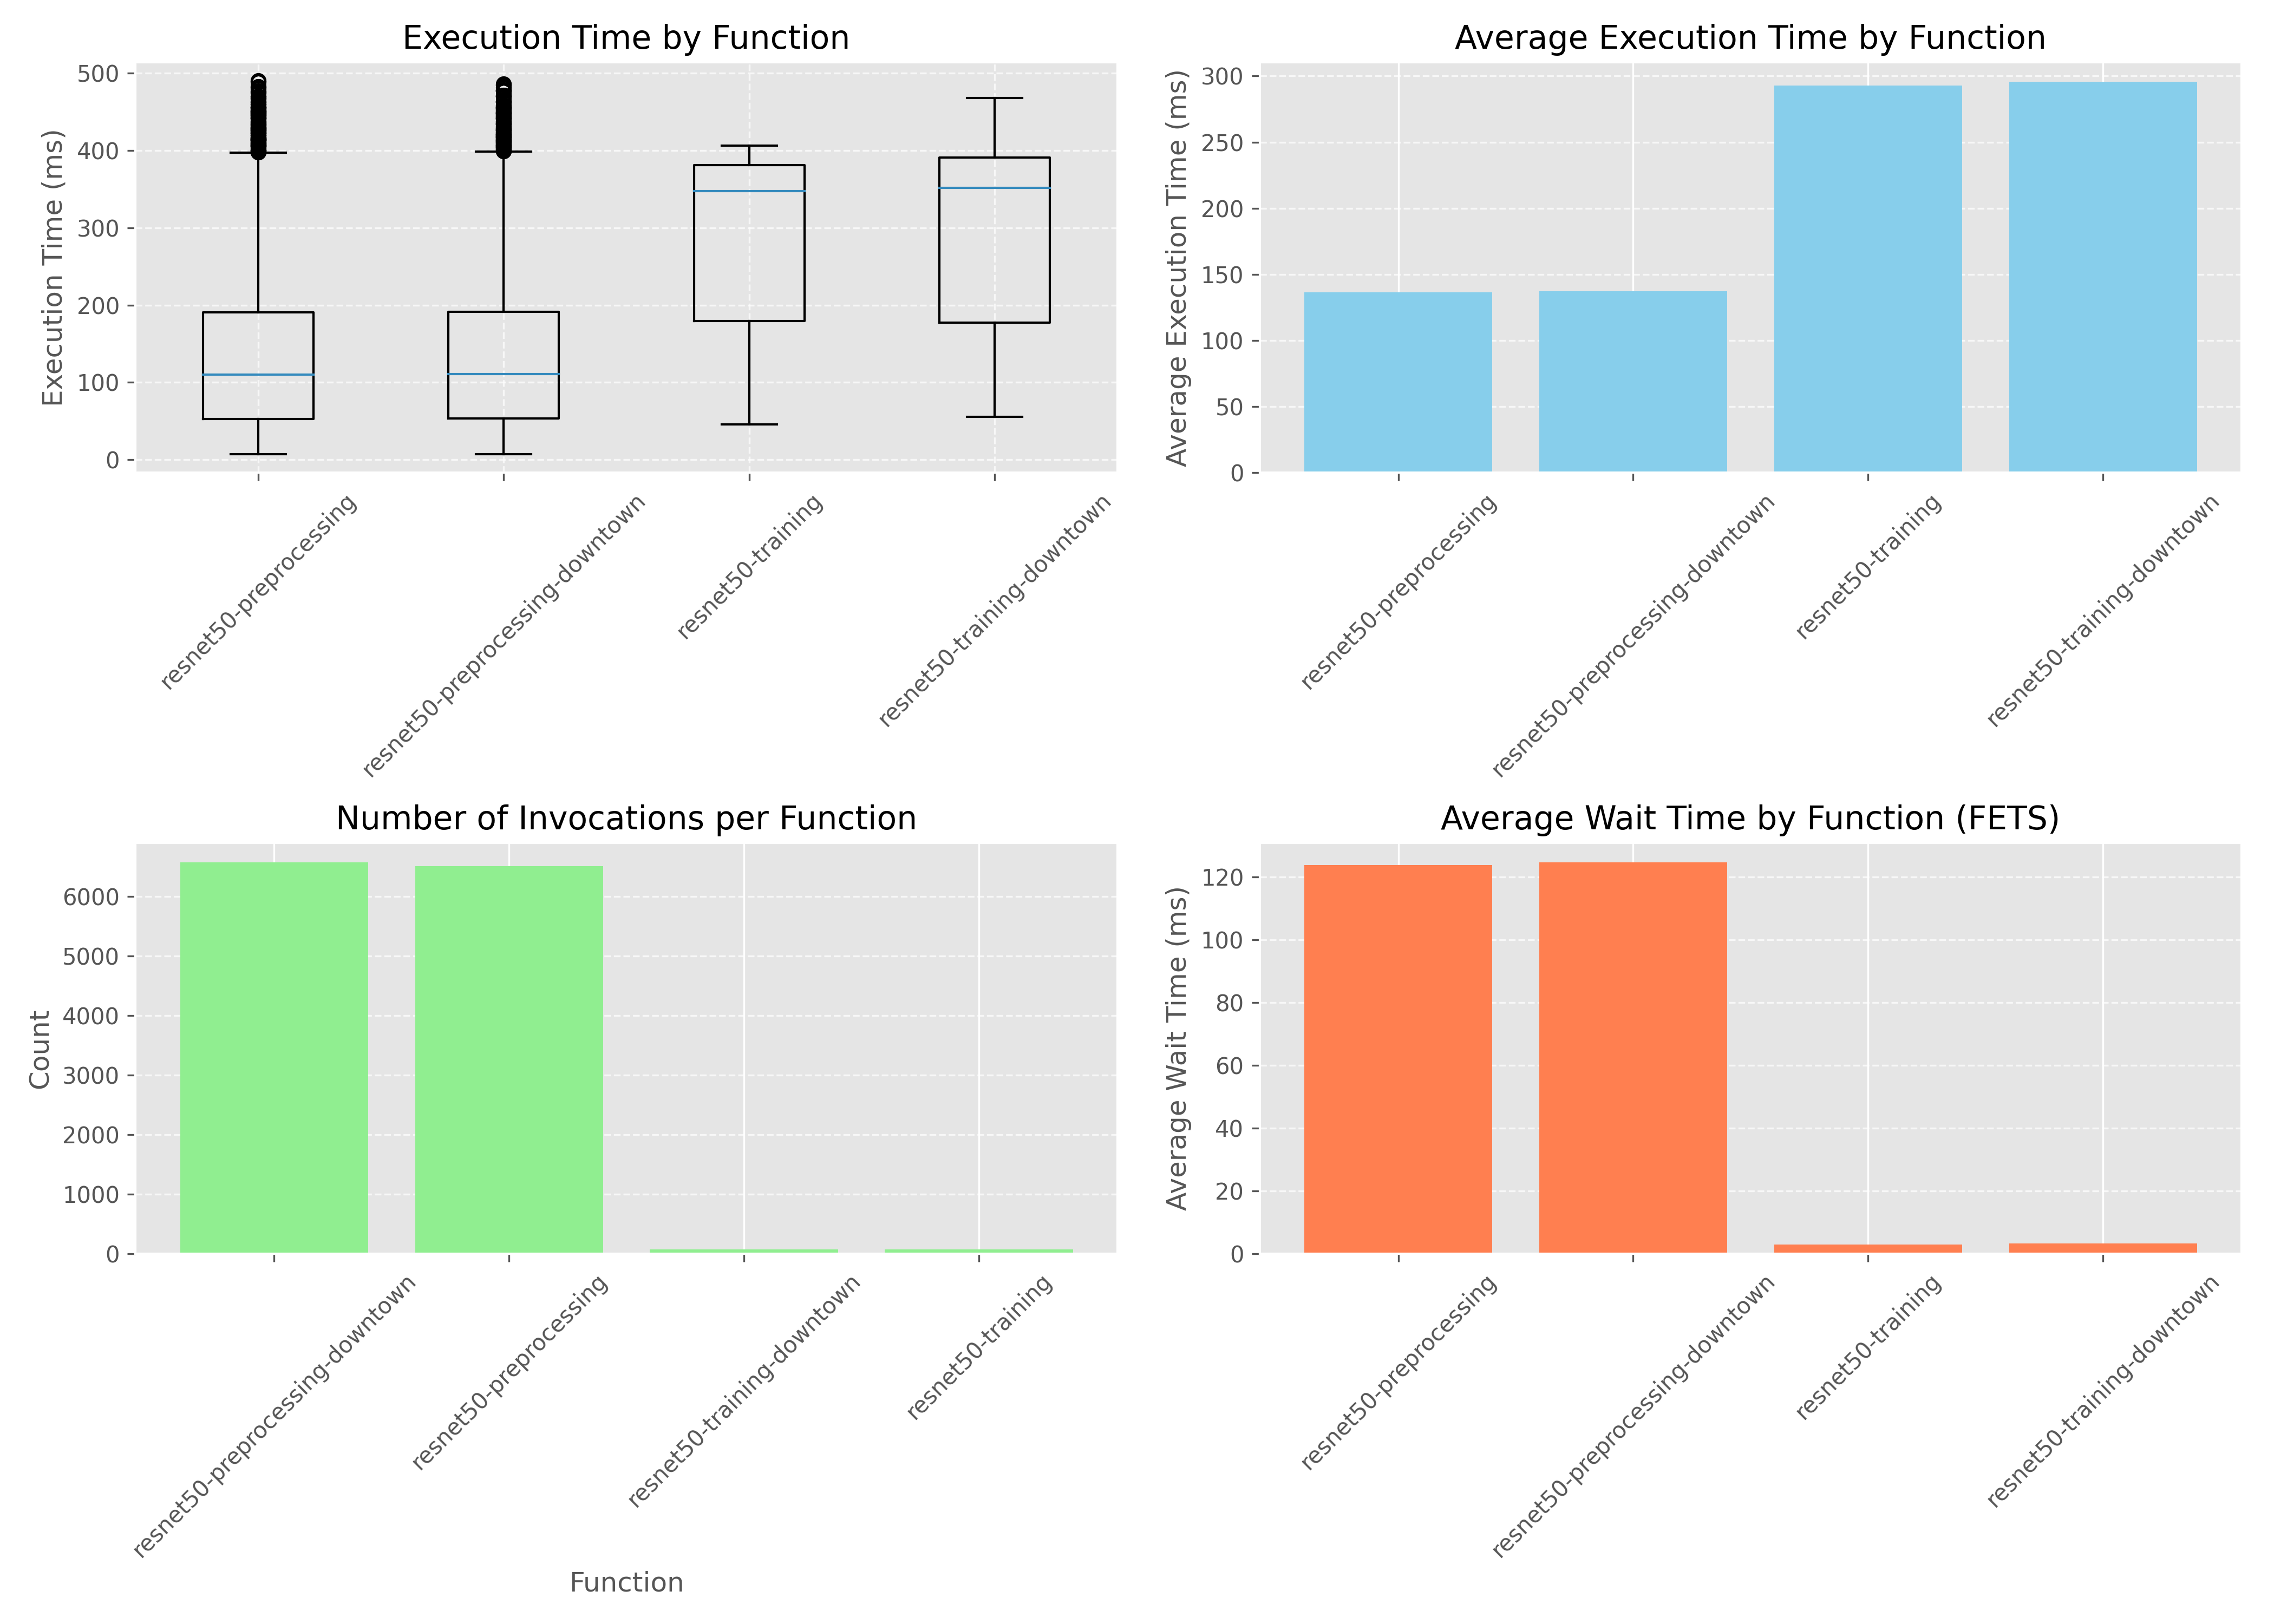 Execution Time by Function
Execution Time (ms)
500
400
300
200
100
0
resnet50-preprocessing
resnet50-preprocessing-downtown
resnet50-training
resnet50-training-downtown
Average Execution Time by Function
Average Execution Time (ms)
300
250
200
150
100
50
0
resnet50-preprocessing
resnet50-preprocessing-downtown
resnet50-training
resnet50-training-downtown
Number of Invocations per Function
Count
6000
5000
4000
3000
2000
1000
0
resnet50-preprocessing-downtown
resnet50-preprocessing
resnet50-training-downtown
resnet50-training
Function
Average Wait Time by Function (FETS)
Average Wait Time (ms)
120
100
80
60
40
20
0
resnet50-preprocessing
resnet50-preprocessing-downtown
resnet50-training
resnet50-training-downtown